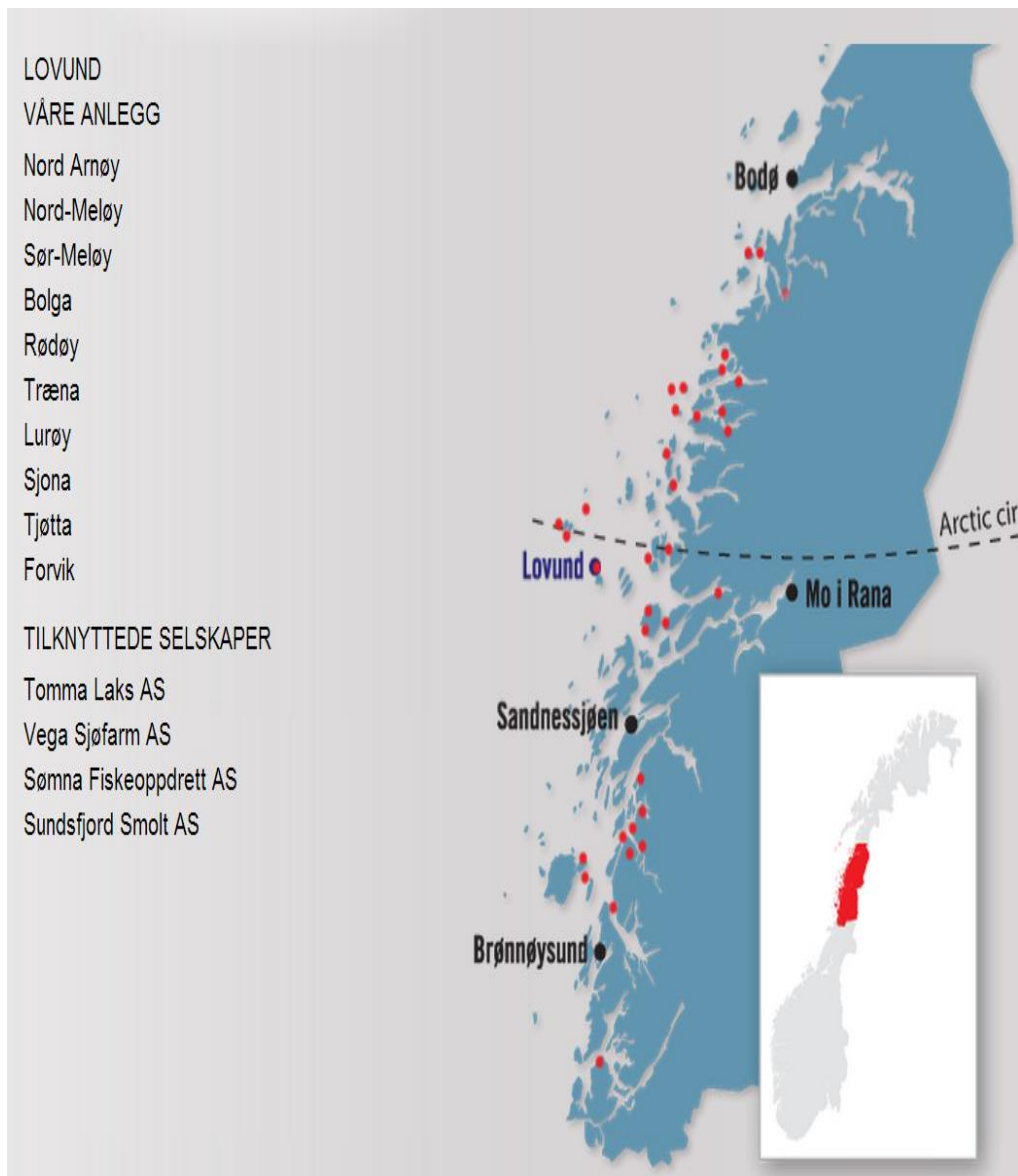 LOVUND
VÅRE ANLEGG
Nord Arnøy
Nord-Meløy
Sør-Meløy
Bolga
Rødøy
Træna
Lurøy
Sjona
Tjøtta
Forvik
TILKNYTTEDE SELSKAPER
Tomma Laks AS
Vega Sjøfarm AS
Sømna Fiskeoppdrett AS
Sundsfjord Smolt AS
Bodø
Arctic cir
Lovund
Mo i Rana
Sandnessjøen
Brønnøysund